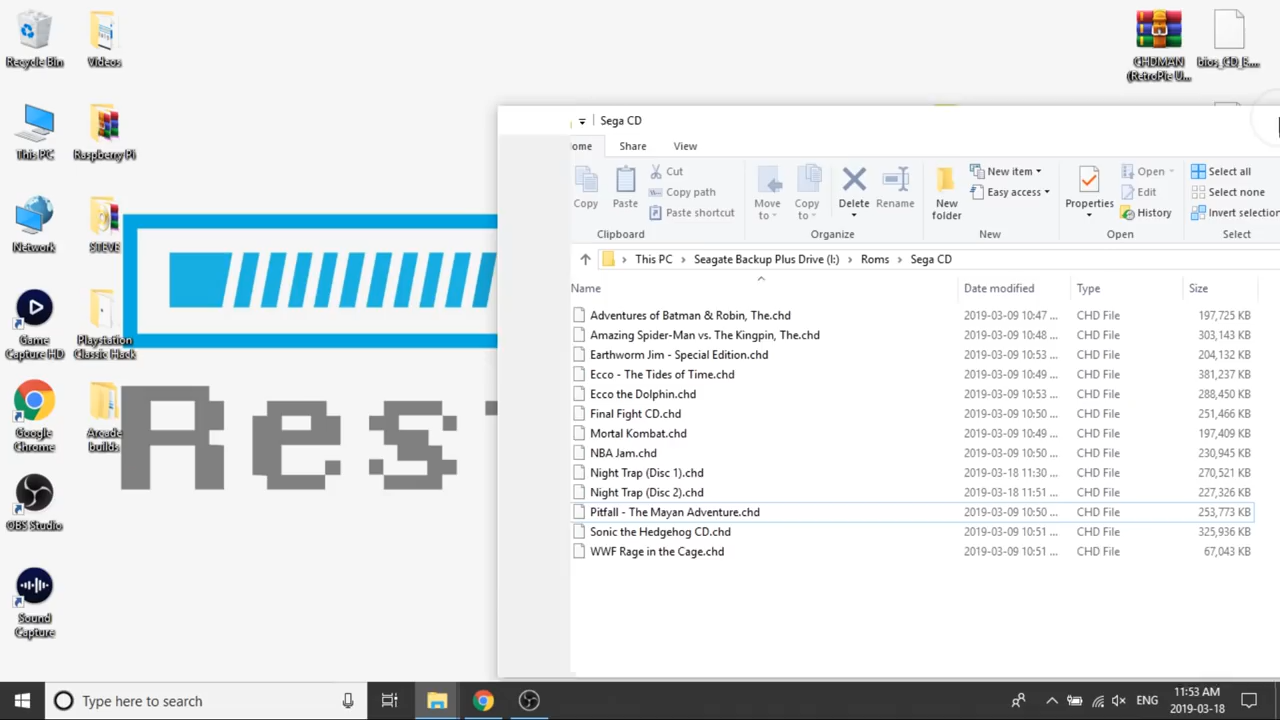 Recycle Bin
Videos
CHDMAN
(RetroPie U...
bios_CD_E....
This PC
Raspberry Pi
Network
STEVE
Game
Capture HD
Playstation
Classic Hack
Google
Chrome
Arcade
builds
OBS Studio
Sound
Capture
Res
Sega CD
ome
Share
View
Copy
Paste
Cut
Copy path
Paste shortcut
Clipboard
Move
to
Copy
to
Delete
Rename
Organize
New
folder
New item
Easy access
New
Properties
Open
Edit
History
Open
Select all
Select none
Invert selection
Select
This PC > Seagate Backup Plus Drive (I:) > Roms > Sega CD
Name Date modified Type Size
Adventures of Batman & Robin, The.chd 2019-03-09 10:47 ... CHD File 197,725 KB
Amazing Spider-Man vs. The Kingpin, The.chd 2019-03-09 10:48 ... CHD File 303,143 KB
Earthworm Jim - Special Edition.chd 2019-03-09 10:53 ... CHD File 204,132 KB
Ecco - The Tides of Time.chd 2019-03-09 10:49 ... CHD File 381,237 KB
Ecco the Dolphin.chd 2019-03-09 10:53 ... CHD File 288,450 KB
Final Fight CD.chd 2019-03-09 10:50 ... CHD File 251,466 KB
Mortal Kombat.chd 2019-03-09 10:49 ... CHD File 197,409 KB
NBA Jam.chd 2019-03-09 10:50 ... CHD File 230,945 KB
Night Trap (Disc 1).chd 2019-03-18 11:30 ... CHD File 270,521 KB
Night Trap (Disc 2).chd 2019-03-18 11:51 ... CHD File 227,326 KB
Pitfall - The Mayan Adventure.chd 2019-03-09 10:50 ... CHD File 253,773 KB
Sonic the Hedgehog CD.chd 2019-03-09 10:51 ... CHD File 325,936 KB
WWF Rage in the Cage.chd 2019-03-09 10:51 ... CHD File 67,043 KB
Type here to search
ENG
11:53 AM
2019-03-18